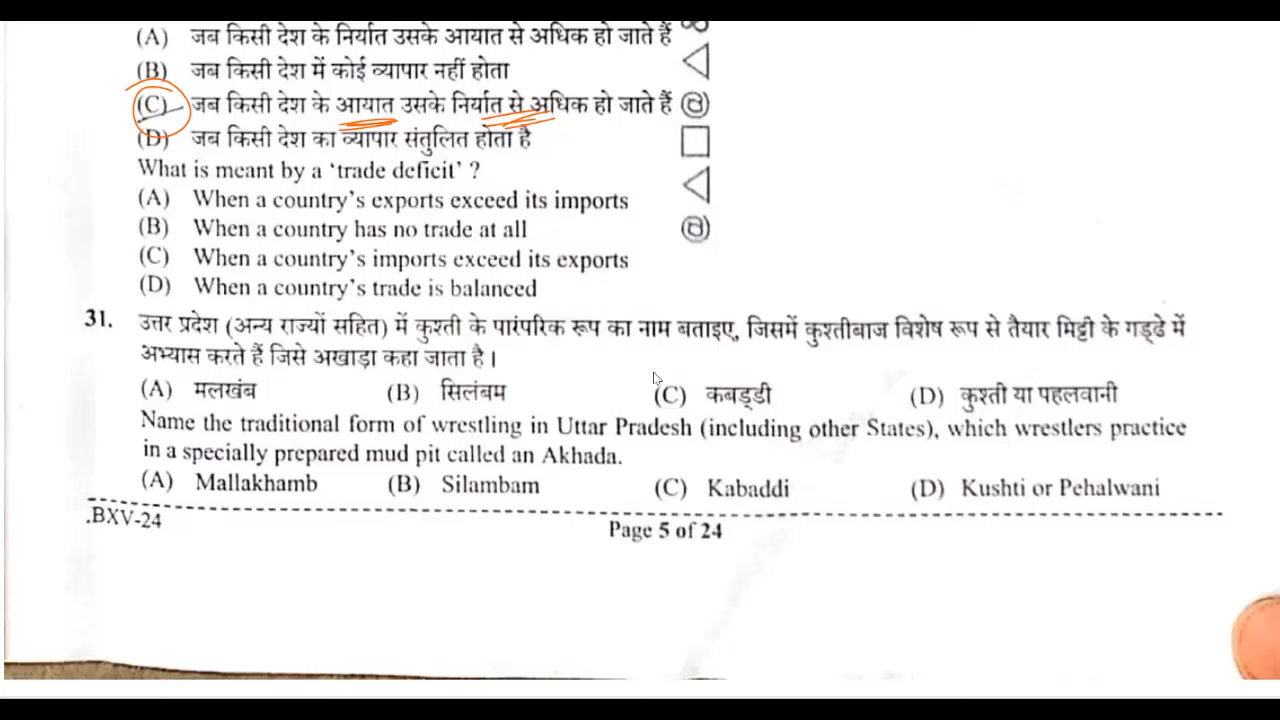 (A) जब किसी देश के निर्यात उसके आयात से अधिक हो जाते हैं
(B) जब किसी देश में कोई व्यापार नहीं होता
(C) जब किसी देश के आयात उसके निर्यात से अधिक हो जाते हैं
(D) जब किसी देश का व्यापार संतुलित होता है
What is meant by a ‘trade deficit’ ?
(A) When a country’s exports exceed its imports
(B) When a country has no trade at all
(C) When a country’s imports exceed its exports
(D) When a country’s trade is balanced
31. उत्तर प्रदेश (अन्य राज्यों सहित) में कुश्ती के पारंपरिक रूप का नाम बताइए, जिसमें कुश्तीबाज विशेष रूप से तैयार मिट्टी के गड्ढे में
अभ्यास करते हैं जिसे अखाड़ा कहा जाता है।
(A) मलखंब (B) सिलंबम (C) कबड्डी (D) कुश्ती या पहलवानी
Name the traditional form of wrestling in Uttar Pradesh (including other States), which wrestlers practice
in a specially prepared mud pit called an Akhada.
(A) Mallakhamb (B) Silambam (C) Kabaddi (D) Kushti or Pehalwani
.BXV-24 Page 5 of 24